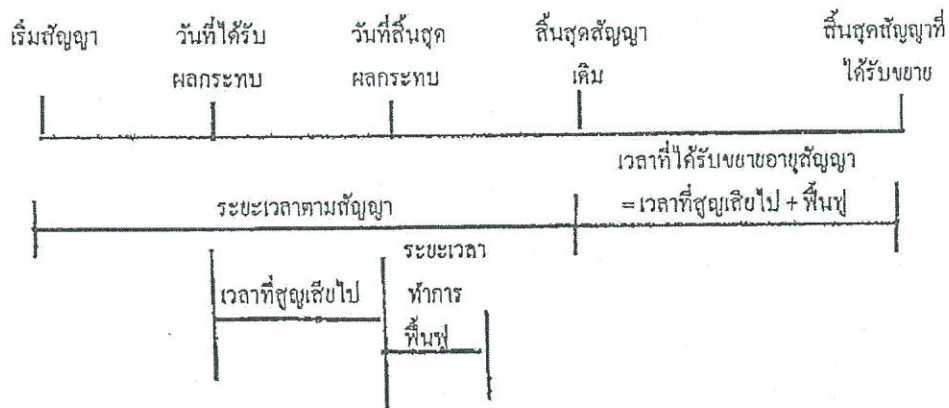 เริ่มสัญญา วันที่ได้รับ วันที่สิ้นสุด สิ้นสุดสัญญา สิ้นสุดสัญญาที่
ผลกระทบ ผลกระทบ เดิม ได้รับขยาย
เวลาที่ได้รับขยายอายุสัญญา
ระยะเวลาตามสัญญา =เวลาที่สูญเสียไป + ฟื้นฟู
ระยะเวลา
เวลาที่สูญเสียไป ทำการ
ฟื้นฟู